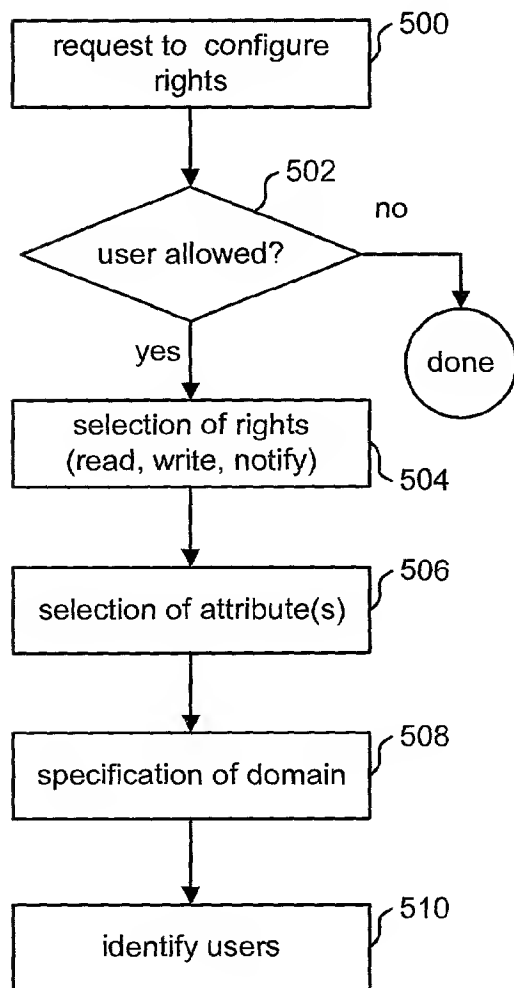 request to configure
rights
500
502
user allowed?
no
yes
done
selection of rights
(read, write, notify)
504
506
selection of attribute(s)
508
specification of domain
510
identify users